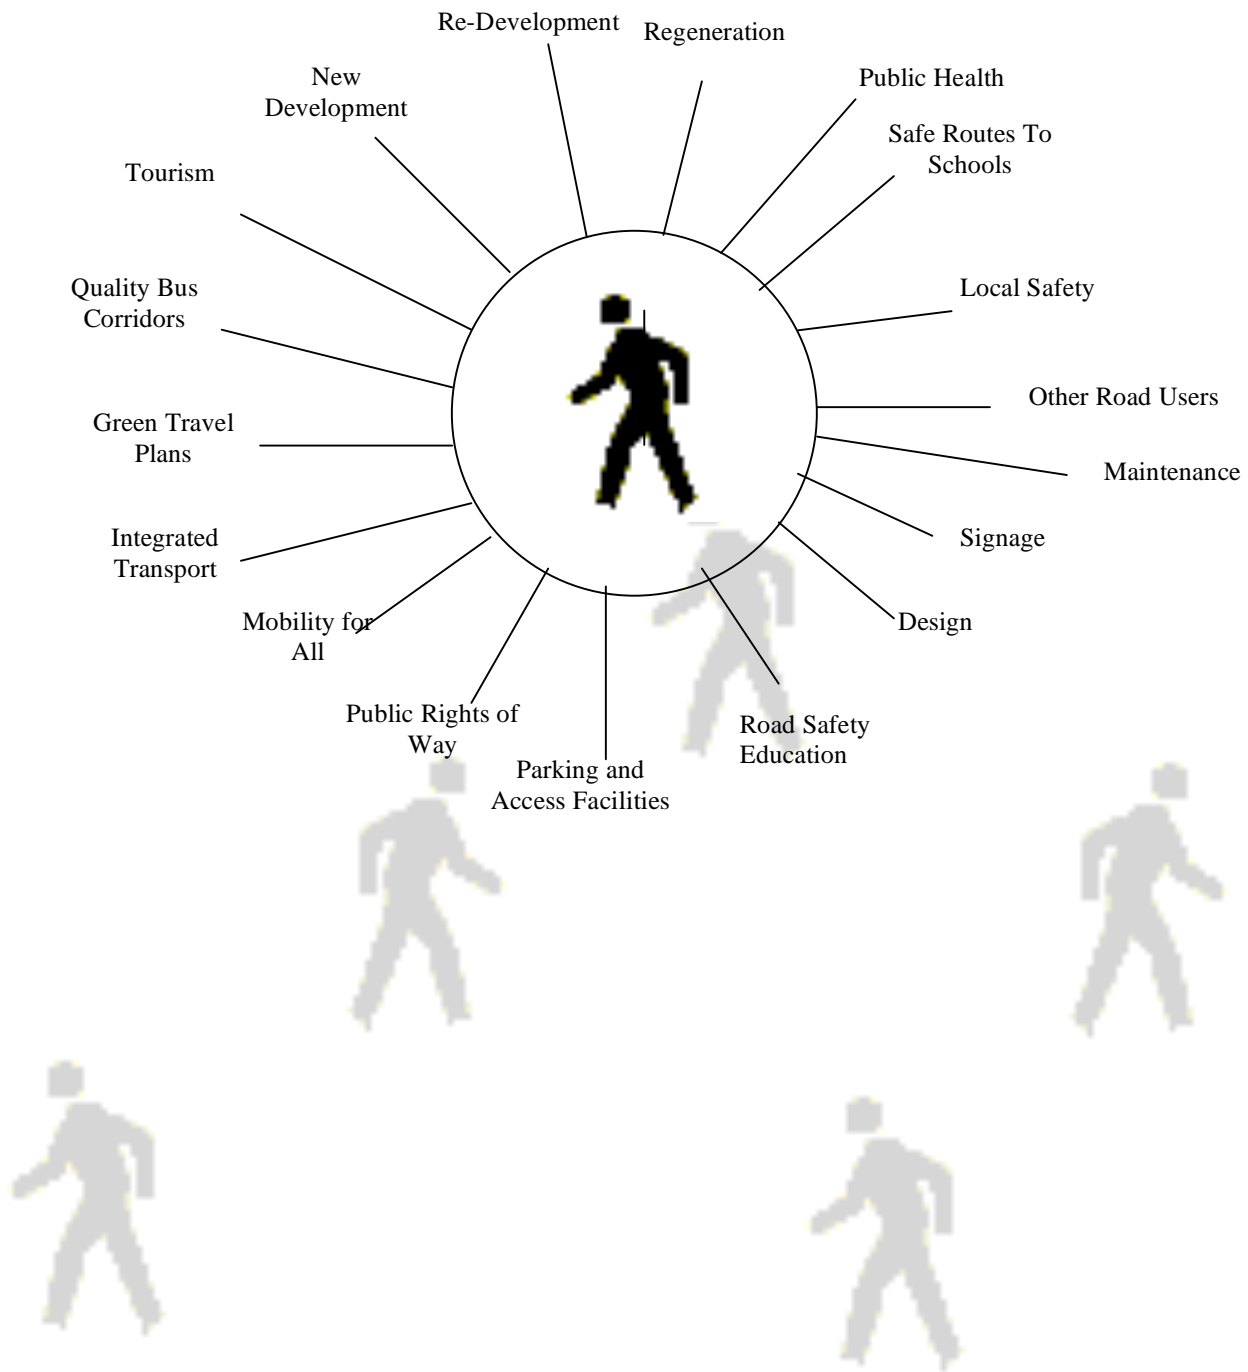 Re-Development
Regeneration
Public Health
Safe Routes To
Schools
Local Safety
Other Road Users
Maintenance
Signage
Design
Road Safety
Education
Parking and
Access Facilities
Public Rights of
Way
Mobility for
All
Integrated
Transport
Green Travel
Plans
Quality Bus
Corridors
Tourism
New
Development